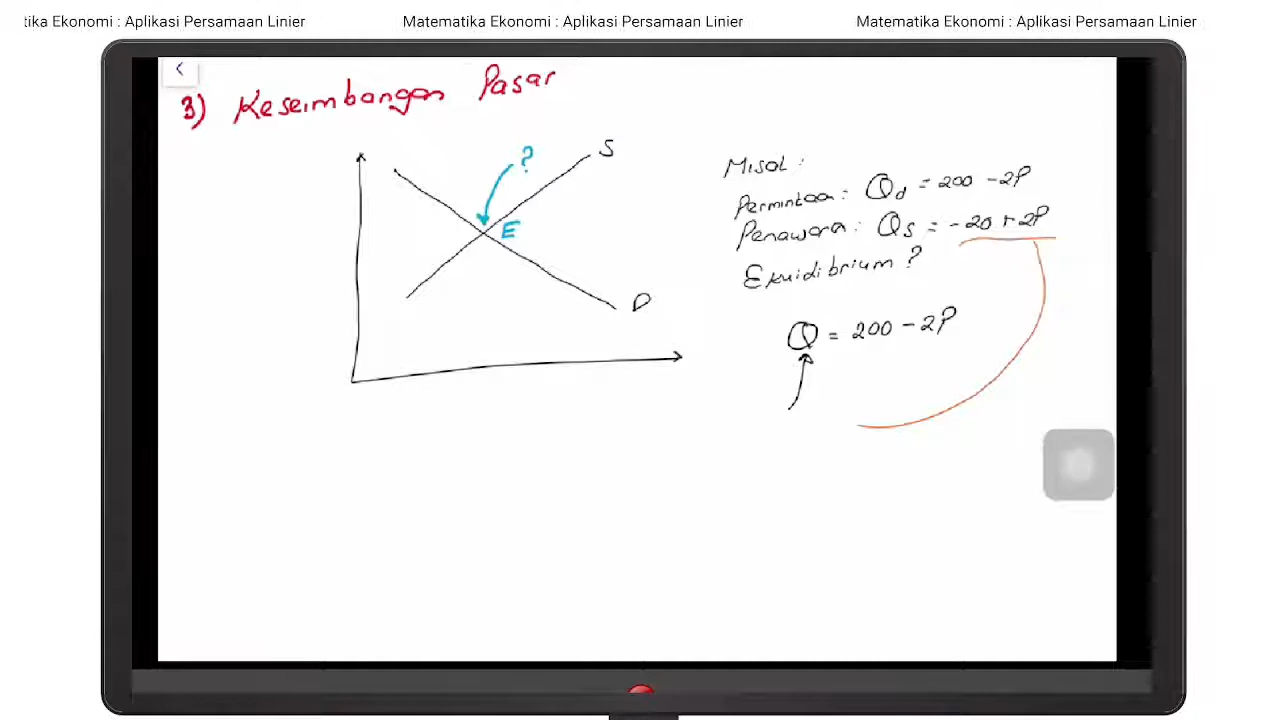 ika Ekonomi : Aplikasi Persamaan Linier Matematika Ekonomi : Aplikasi Persamaan Linier Matematika Ekonomi : Aplikasi Persamaan Linier
3) Keseimbangan Pasar
S
?
E
D
Misal :
Permintaan : Qd = 200 - 2P
Penawaran : Qs = -20 + 2P
Ekuidibrium ?
Q = 200 - 2P